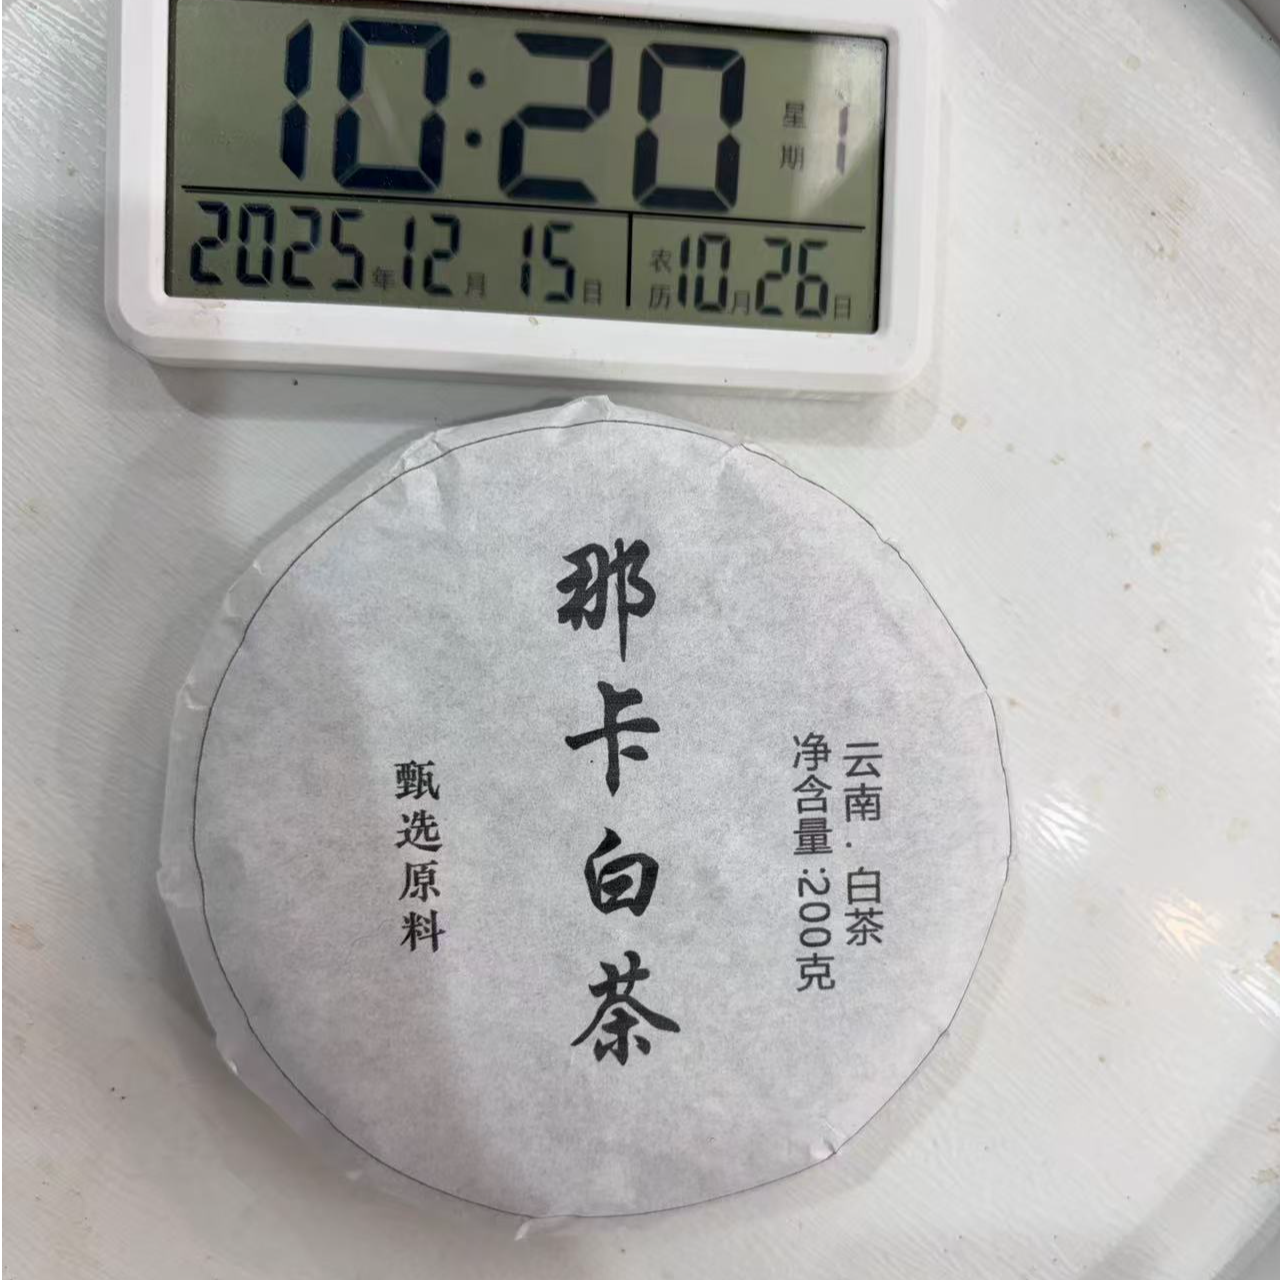 10:20 星期 1
2025年12月15日 农历10月26日
那卡白茶
云南·白茶
净含量:200克
甄选原料